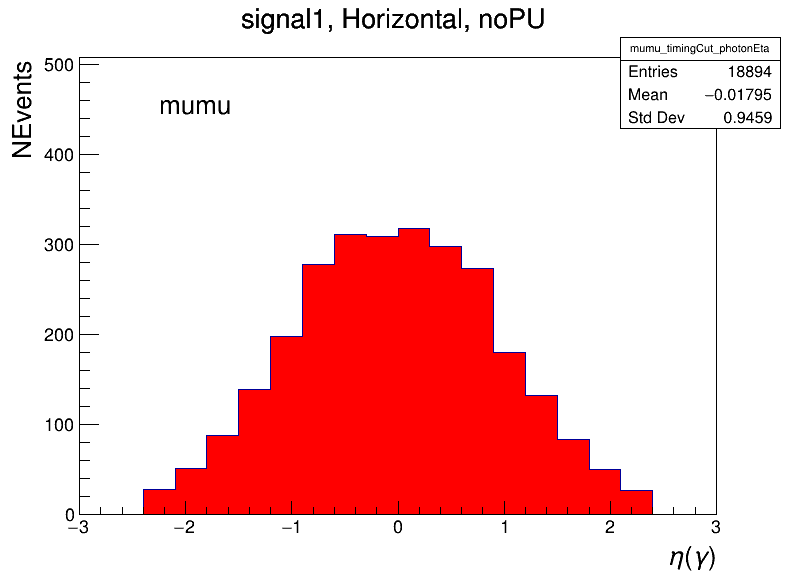 signal1, Horizontal, noPU
mumu_timingCut_photonEta
Entries 18894
Mean −0.01795
Std Dev 0.9459
NEvents
mumu
500
400
300
200
100
0
−3 −2 −1 0 1 2 3
η(γ)